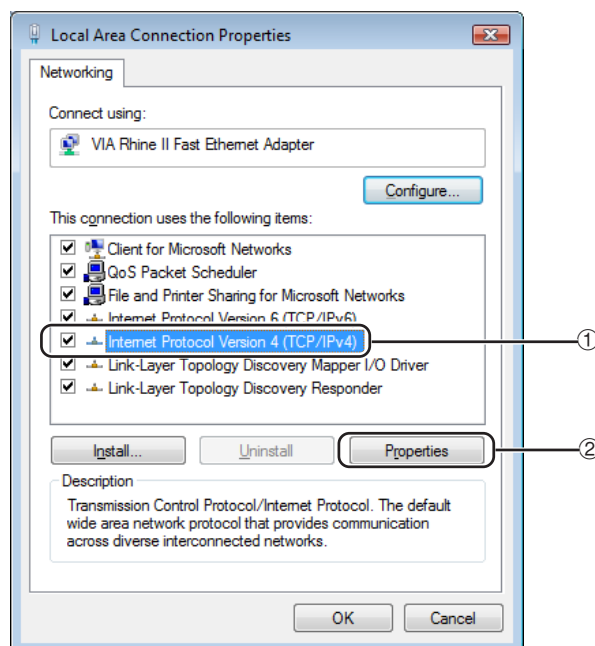 Local Area Connection Properties
Networking
Connect using:
VIA Rhine II Fast Ethernet Adapter
Configure...
This connection uses the following items:
Client for Microsoft Networks
QoS Packet Scheduler
File and Printer Sharing for Microsoft Networks
Internet Protocol Version 6 (TCP/IPv6)
Internet Protocol Version 4 (TCP/IPv4)
①
Link-Layer Topology Discovery Mapper I/O Driver
Link-Layer Topology Discovery Responder
Install...
Uninstall
Properties
②
Description
Transmission Control Protocol/Internet Protocol. The default
wide area network protocol that provides communication
across diverse interconnected networks.
OK
Cancel